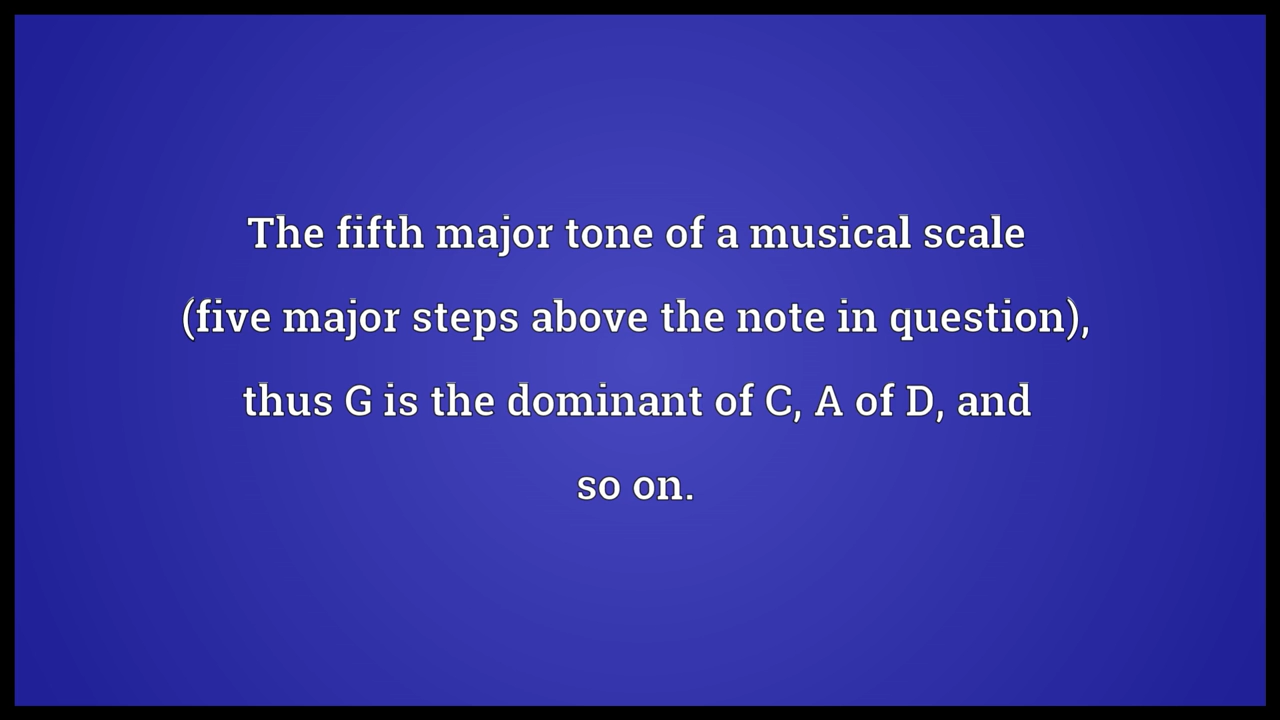 The fifth major tone of a musical scale
(five major steps above the note in question),
thus G is the dominant of C, A of D, and
so on.